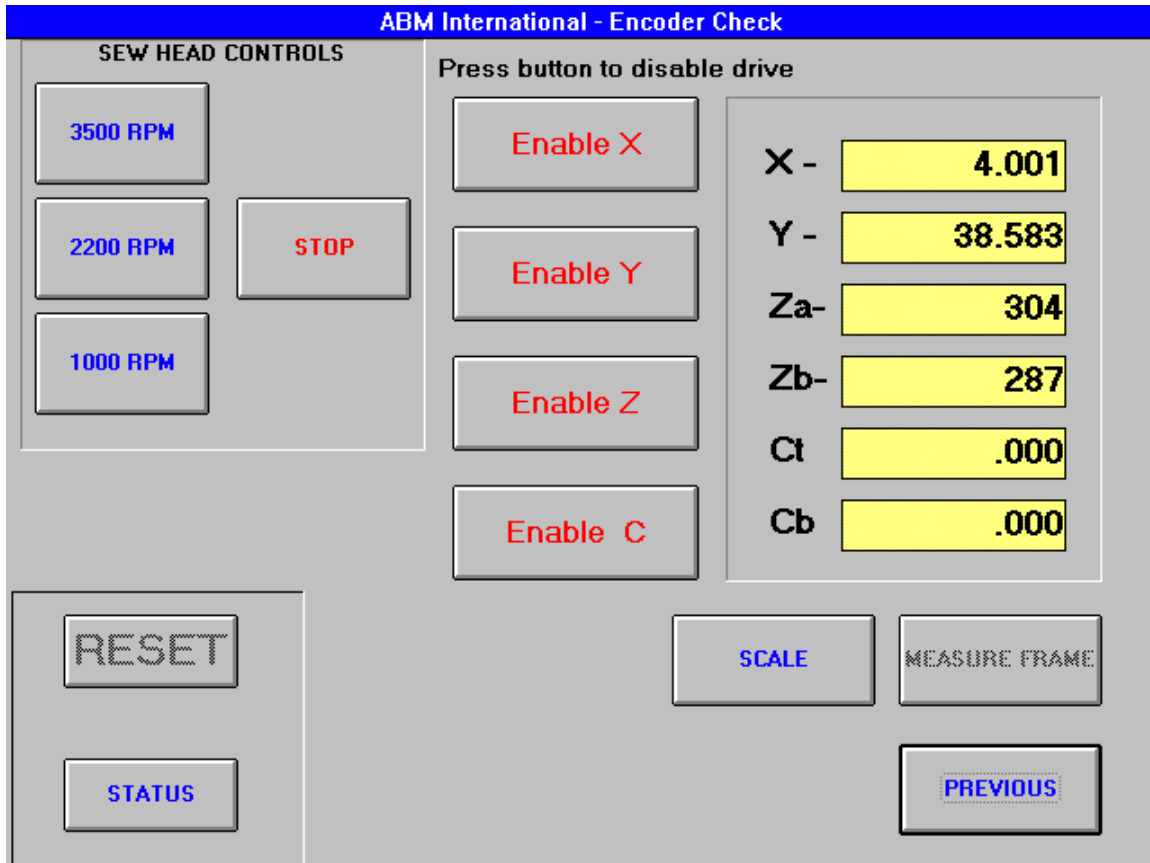 ABM International - Encoder Check
SEW HEAD CONTROLS
3500 RPM
2200 RPM
STOP
1000 RPM
Press button to disable drive
Enable X
Enable Y
Enable Z
Enable C
X - 4.001
Y - 38.583
Za- 304
Zb- 287
Ct .000
Cb .000
RESET
STATUS
SCALE
MEASURE FRAME
PREVIOUS